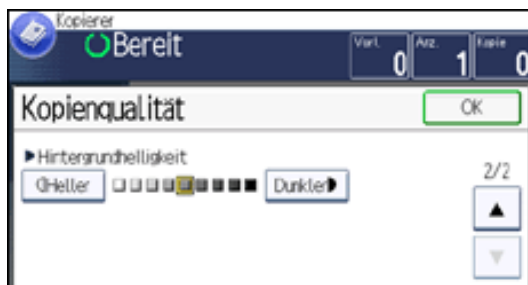 Kopierer
Bereit
Vorl. Anz. Kopie
0 1 0
Kopienqualität
OK
Hintergrundhelligkeit
Heller
Dunkler
2/2